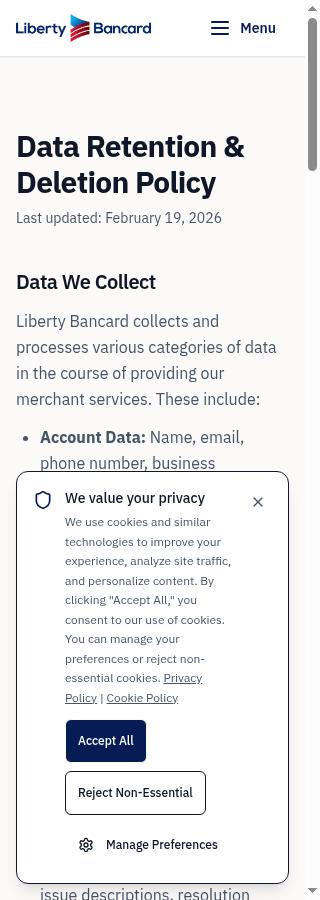 Liberty Bancard
Menu
Data Retention &
Deletion Policy
Last updated: February 19, 2026
Data We Collect
Liberty Bancard collects and
processes various categories of data
in the course of providing our
merchant services. These include:
• Account Data: Name, email,
phone number, business
We value your privacy
We use cookies and similar
technologies to improve your
experience, analyze site traffic,
and personalize content. By
clicking "Accept All," you
consent to our use of cookies.
You can manage your
preferences or reject non-
essential cookies. Privacy
Policy | Cookie Policy
Accept All
Reject Non-Essential
Manage Preferences
issue descriptions, resolution